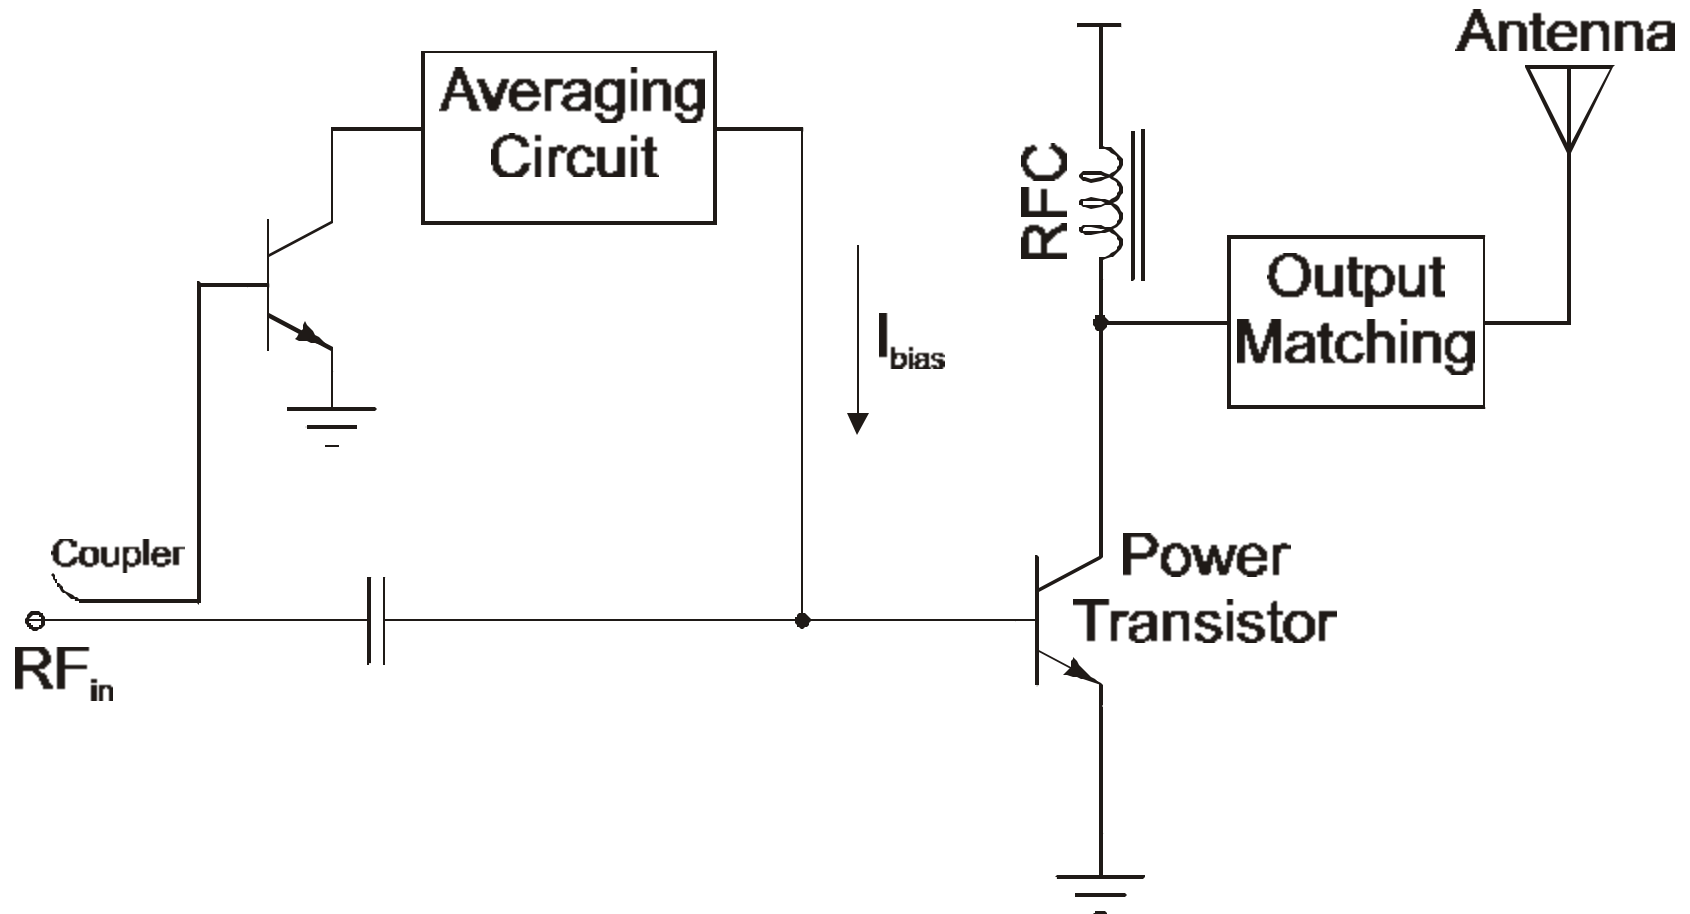 Antenna
Averaging
Circuit
RFC
Output
Matching
Ibias
Coupler
Power
Transistor
RFin